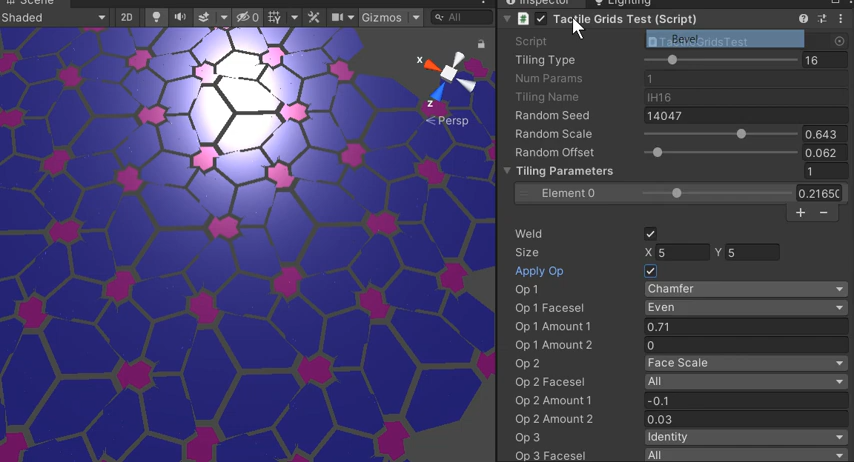 Scene
Inspector Lighting
Shaded 2D 0 Gizmos All
Tactile Grids Test (Script)
Bevel
Script TactileGridsTest
Tiling Type 16
Num Params 1
Tiling Name IH16
Random Seed 14047
Random Scale 0.643
Random Offset 0.062
Tiling Parameters 1
Element 0 0.2165(
+ −
Weld
Size X 5 Y 5
Apply Op
Op 1 Chamfer
Op 1 Facesel Even
Op 1 Amount 1 0.71
Op 1 Amount 2 0
Op 2 Face Scale
Op 2 Facesel All
Op 2 Amount 1 -0.1
Op 2 Amount 2 0.03
Op 3 Identity
Op 3 Facesel All
x
z
Persp